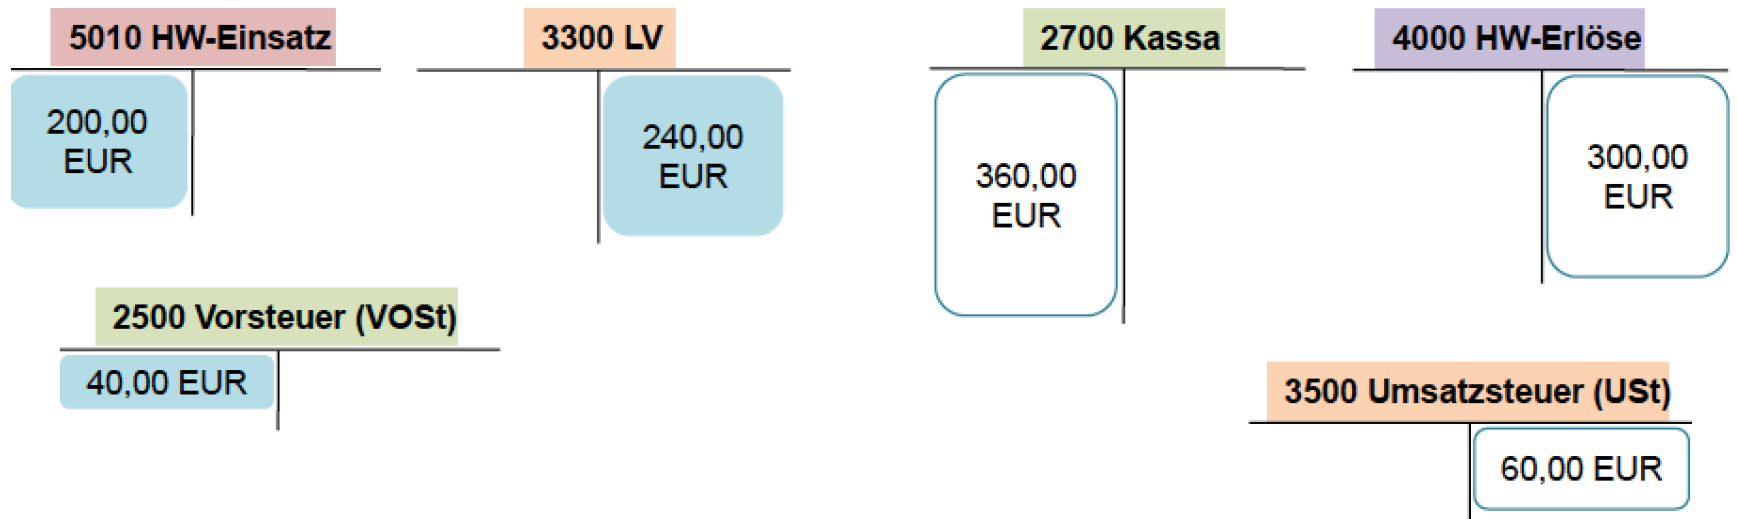 5010 HW-Einsatz
3300 LV
2700 Kassa
4000 HW-Erlöse
200,00
EUR
240,00
EUR
360,00
EUR
300,00
EUR
2500 Vorsteuer (VOSt)
40,00 EUR
3500 Umsatzsteuer (USt)
60,00 EUR